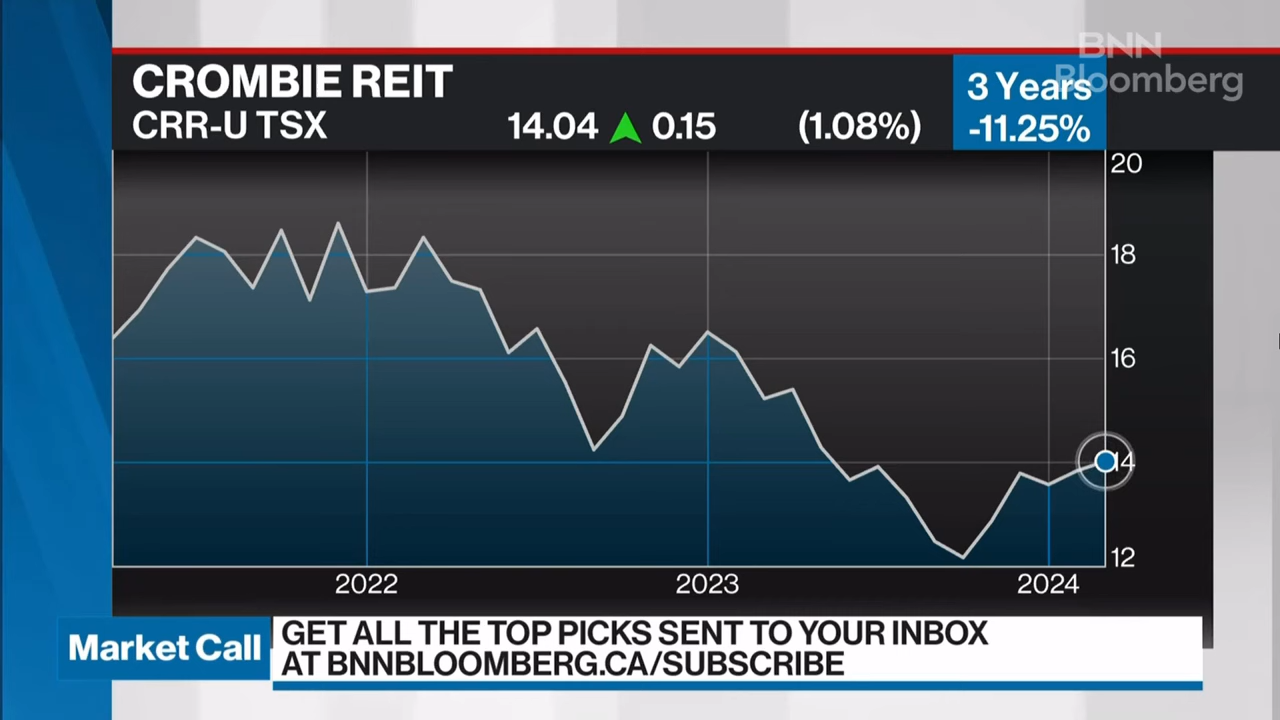 BNN
Bloomberg
CROMBIE REIT
CRR-U TSX
14.04 ▲ 0.15 (1.08%)
3 Years
-11.25%
20
18
16
14
12
2022 2023 2024
Market Call
GET ALL THE TOP PICKS SENT TO YOUR INBOX
AT BNNBLOOMBERG.CA/SUBSCRIBE